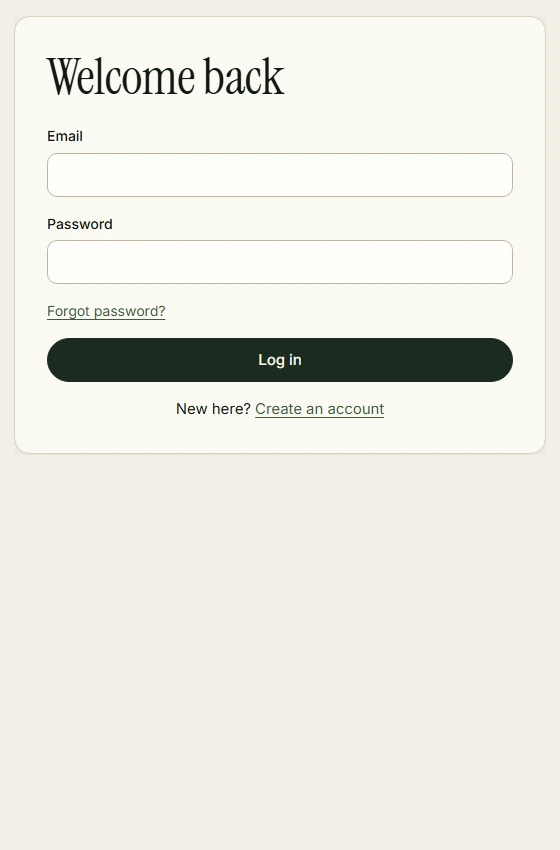 Welcome back
Email
Password
Forgot password?
Log in
New here? Create an account